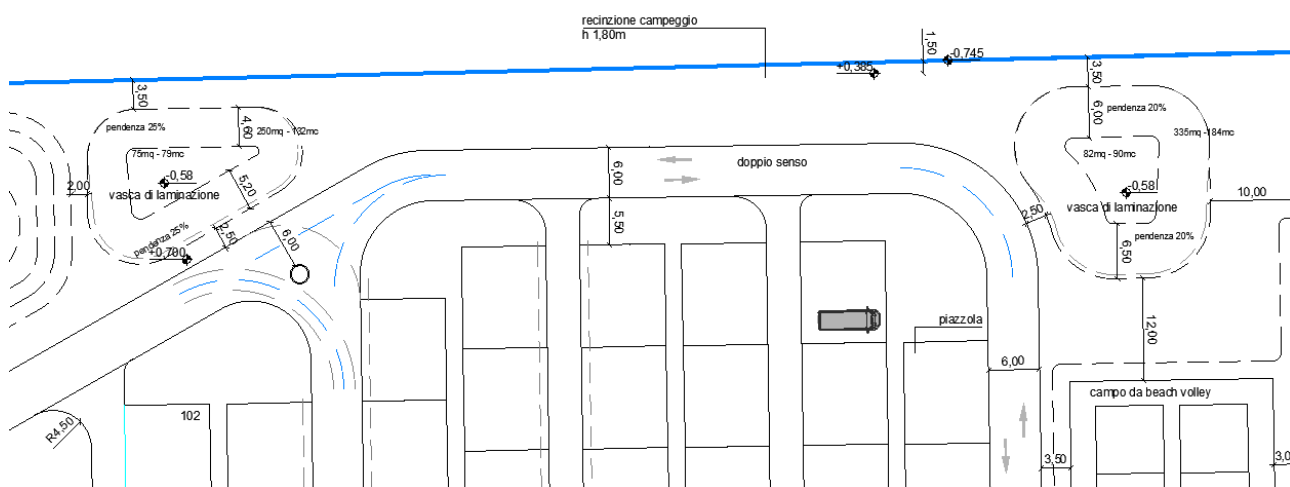 recinzione campeggio
h 1,80m
1,50
-0,745
+0,385
3,50
3,50
pendenza 25%
4,60
250mq - 132mc
75mq - 79mc
-0,58
vasca di laminazione
5,20
2,00
pendenza 25%
2,50
+0,700
6,00
6,00
doppio senso
5,50
6,00
pendenza 20%
335mq -184mc
82mq - 90mc
-0,58
vasca di laminazione
2,50
10,00
pendenza 20%
6,50
12,00
piazzola
6,00
campo da beach volley
102
R4,50
3,50
3,0